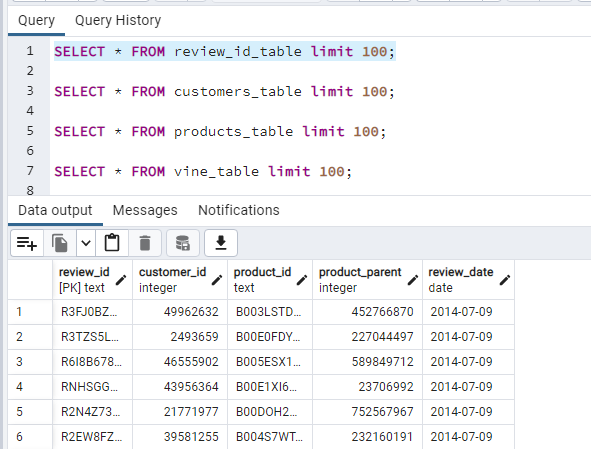 Query Query History
1 SELECT * FROM review_id_table limit 100;
2
3 SELECT * FROM customers_table limit 100;
4
5 SELECT * FROM products_table limit 100;
6
7 SELECT * FROM vine_table limit 100;
8
Data output Messages Notifications
review_id customer_id product_id product_parent review_date
[PK] text integer text integer date
1 R3FJ0BZ... 49962632 B003LSTD... 452766870 2014-07-09
2 R3TZS5L... 2493659 B00E0FDY... 227044497 2014-07-09
3 R6I8B678... 46555902 B005ESX1... 589849712 2014-07-09
4 RNHSGG... 43956364 B00E1XI6... 23706992 2014-07-09
5 R2N4Z73... 21771977 B00DOH2... 752567967 2014-07-09
6 R2EW8FZ... 39581255 B004S7WT... 232160191 2014-07-09